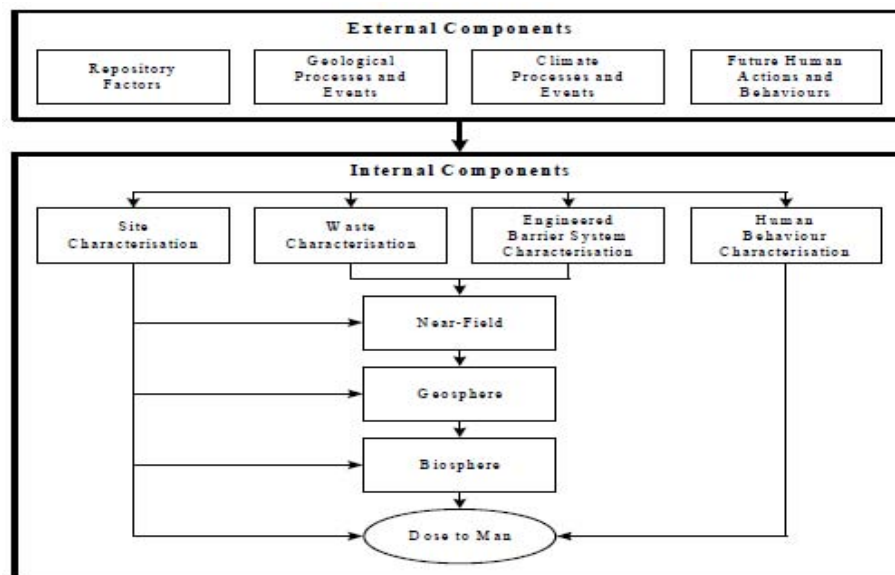 External Components
Repository
Factors
Geological
Processes and
Events
Climate
Processes and
Events
Future Human
Actions and
Behaviours
Internal Components
Site
Characterisation
Waste
Characterisation
Engineered
Barrier System
Characterisation
Human
Behaviour
Characterisation
Near-Field
Geosphere
Biosphere
Dose to Man